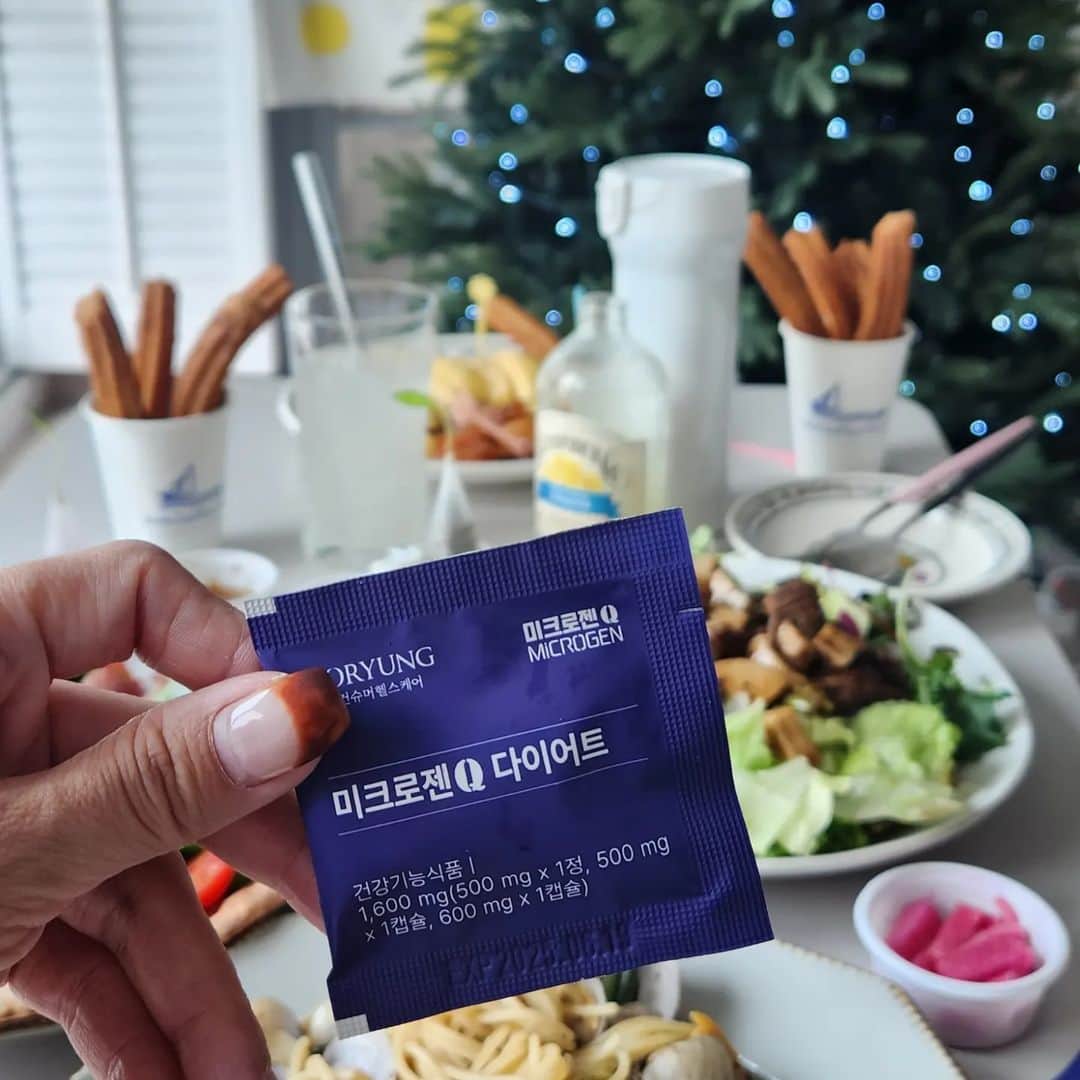 ORYUNG
컨슈머헬스케어
미크로젠Q
MiCROGEN
미크로젠Q 다이어트
건강기능식품 |
1,600 mg(500 mg x 1정, 500 mg
x 1캡슐, 600 mg x 1캡슐)